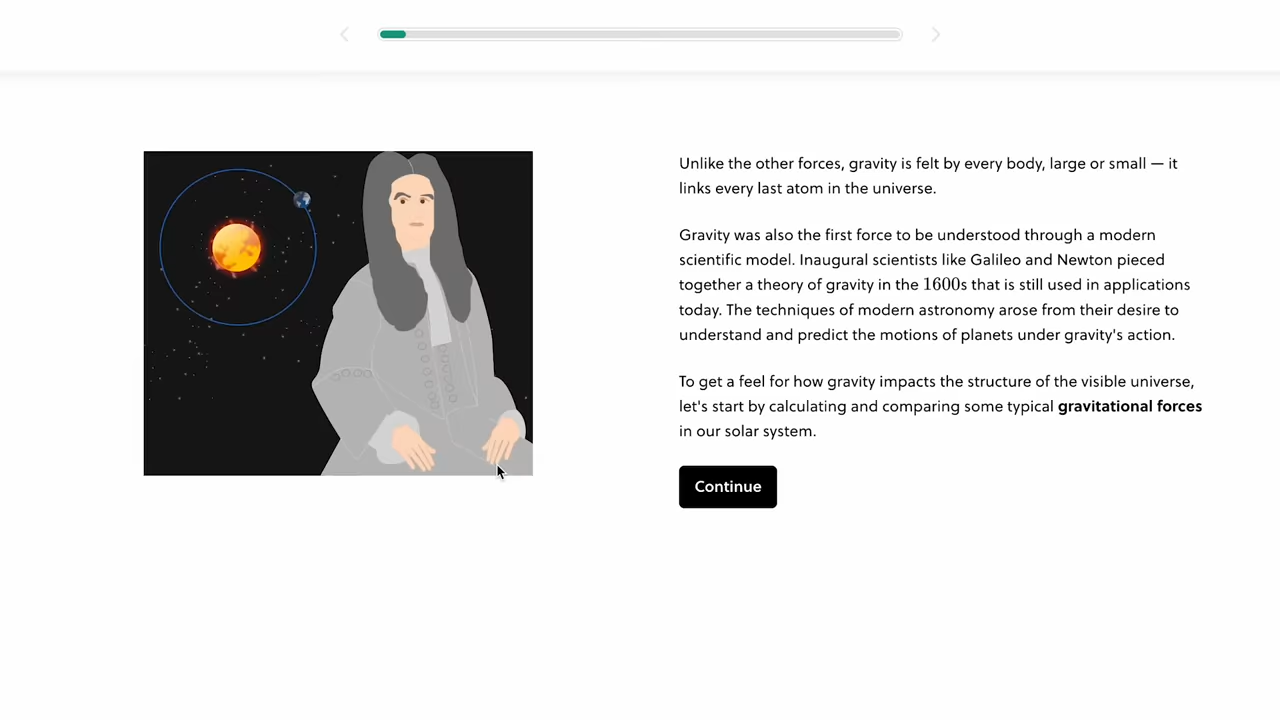 Unlike the other forces, gravity is felt by every body, large or small — it
links every last atom in the universe.
Gravity was also the first force to be understood through a modern
scientific model. Inaugural scientists like Galileo and Newton pieced
together a theory of gravity in the 1600s that is still used in applications
today. The techniques of modern astronomy arose from their desire to
understand and predict the motions of planets under gravity's action.
To get a feel for how gravity impacts the structure of the visible universe,
let's start by calculating and comparing some typical gravitational forces
in our solar system.
Continue